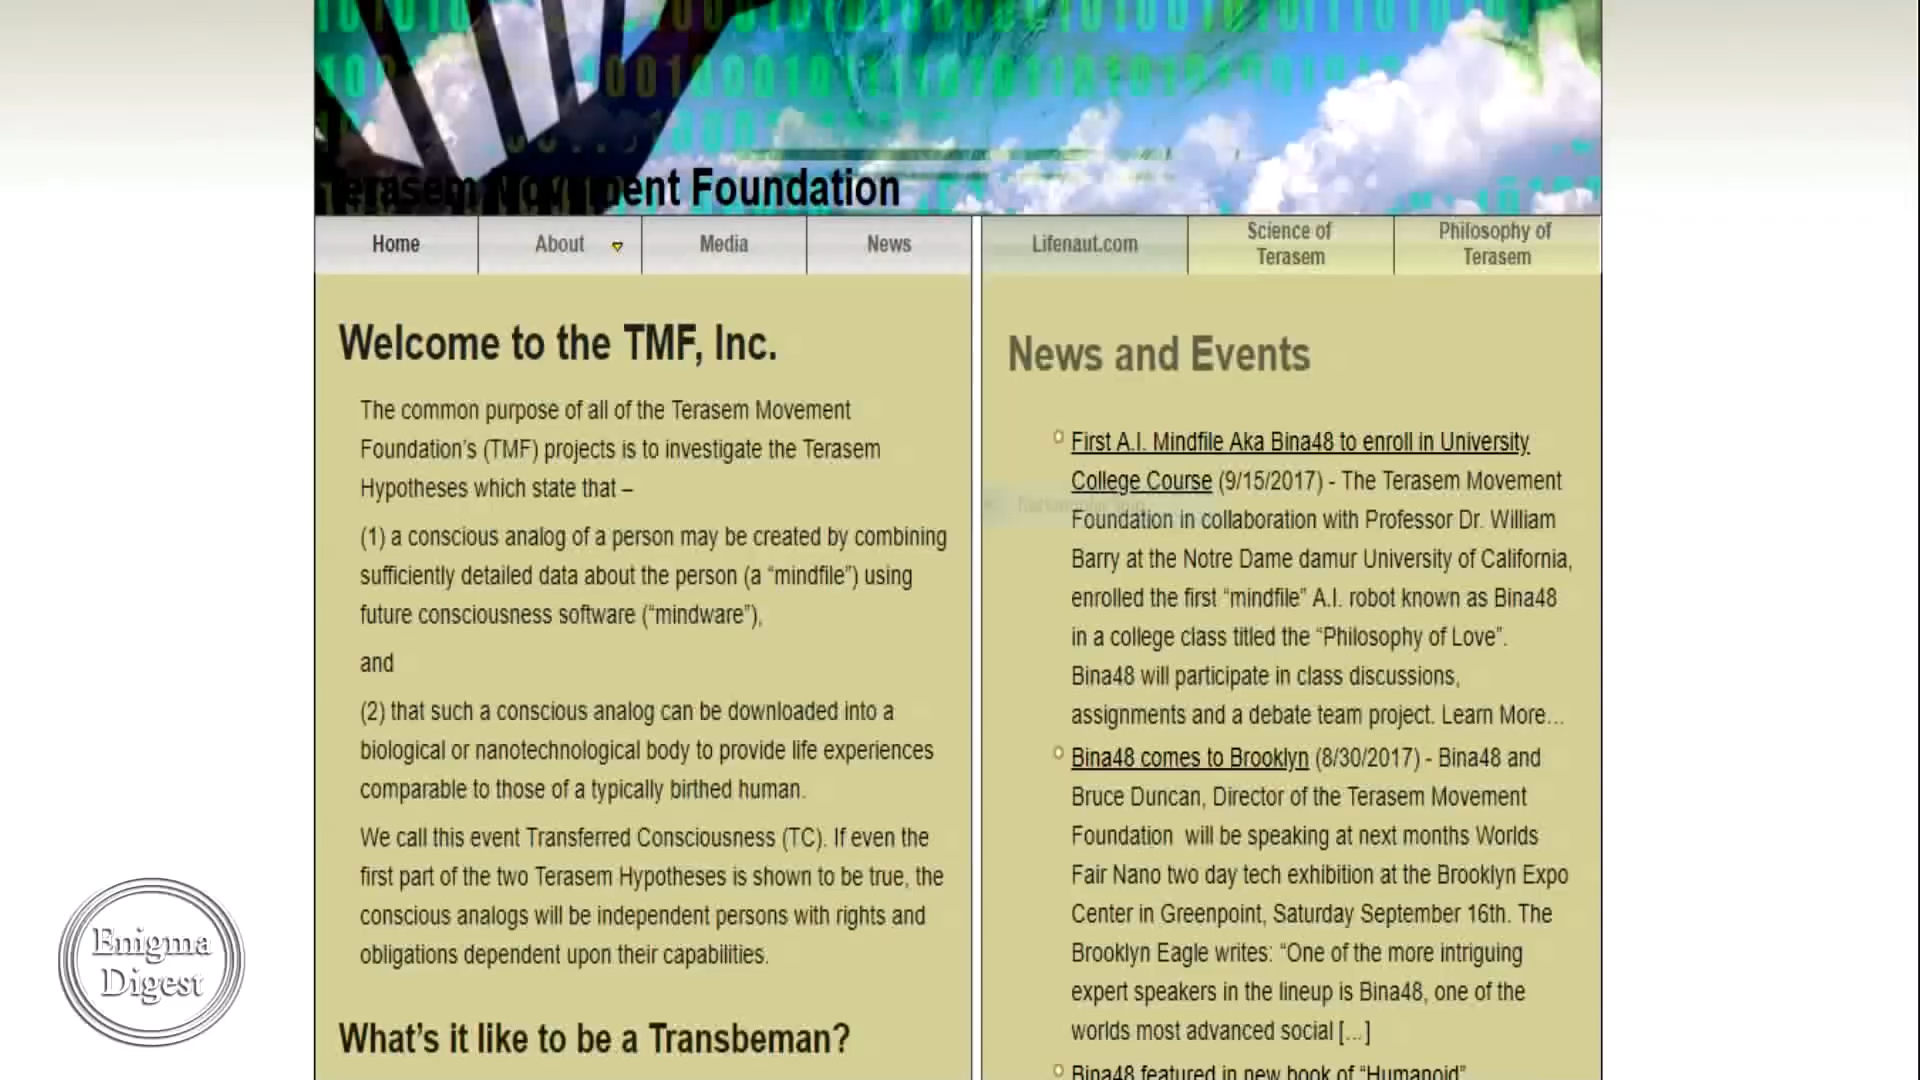 Terasem Movement Foundation
Home
About
Media
News
Lifenaut.com
Science of
Terasem
Philosophy of
Terasem
Welcome to the TMF, Inc.
The common purpose of all of the Terasem Movement
Foundation’s (TMF) projects is to investigate the Terasem
Hypotheses which state that –
(1) a conscious analog of a person may be created by combining
sufficiently detailed data about the person (a “mindfile”) using
future consciousness software (“mindware”),
and
(2) that such a conscious analog can be downloaded into a
biological or nanotechnological body to provide life experiences
comparable to those of a typically birthed human.
We call this event Transferred Consciousness (TC). If even the
first part of the two Terasem Hypotheses is shown to be true, the
conscious analogs will be independent persons with rights and
obligations dependent upon their capabilities.
What’s it like to be a Transbeman?
News and Events
First A.I. Mindfile Aka Bina48 to enroll in University
College Course (9/15/2017) - The Terasem Movement
Foundation in collaboration with Professor Dr. William
Barry at the Notre Dame damur University of California,
enrolled the first “mindfile” A.I. robot known as Bina48
in a college class titled the “Philosophy of Love”.
Bina48 will participate in class discussions,
assignments and a debate team project. Learn More…
Bina48 comes to Brooklyn (8/30/2017) - Bina48 and
Bruce Duncan, Director of the Terasem Movement
Foundation will be speaking at next months Worlds
Fair Nano two day tech exhibition at the Brooklyn Expo
Center in Greenpoint, Saturday September 16th. The
Brooklyn Eagle writes: “One of the more intriguing
expert speakers in the lineup is Bina48, one of the
worlds most advanced social [...]
Bina48 featured in new book of “Humanoid”
Enigma
Digest